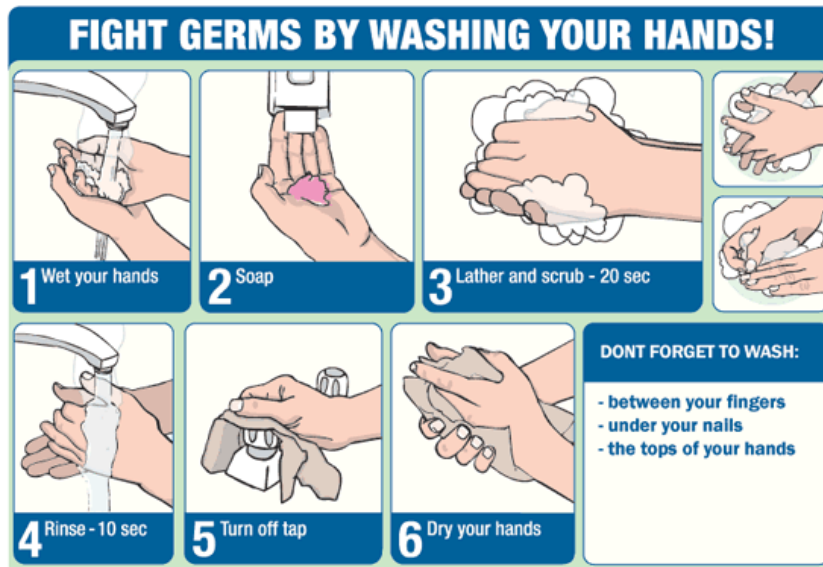 FIGHT GERMS BY WASHING YOUR HANDS!
1 Wet your hands
2 Soap
3 Lather and scrub - 20 sec
4 Rinse - 10 sec
5 Turn off tap
6 Dry your hands
DONT FORGET TO WASH:
- between your fingers
- under your nails
- the tops of your hands